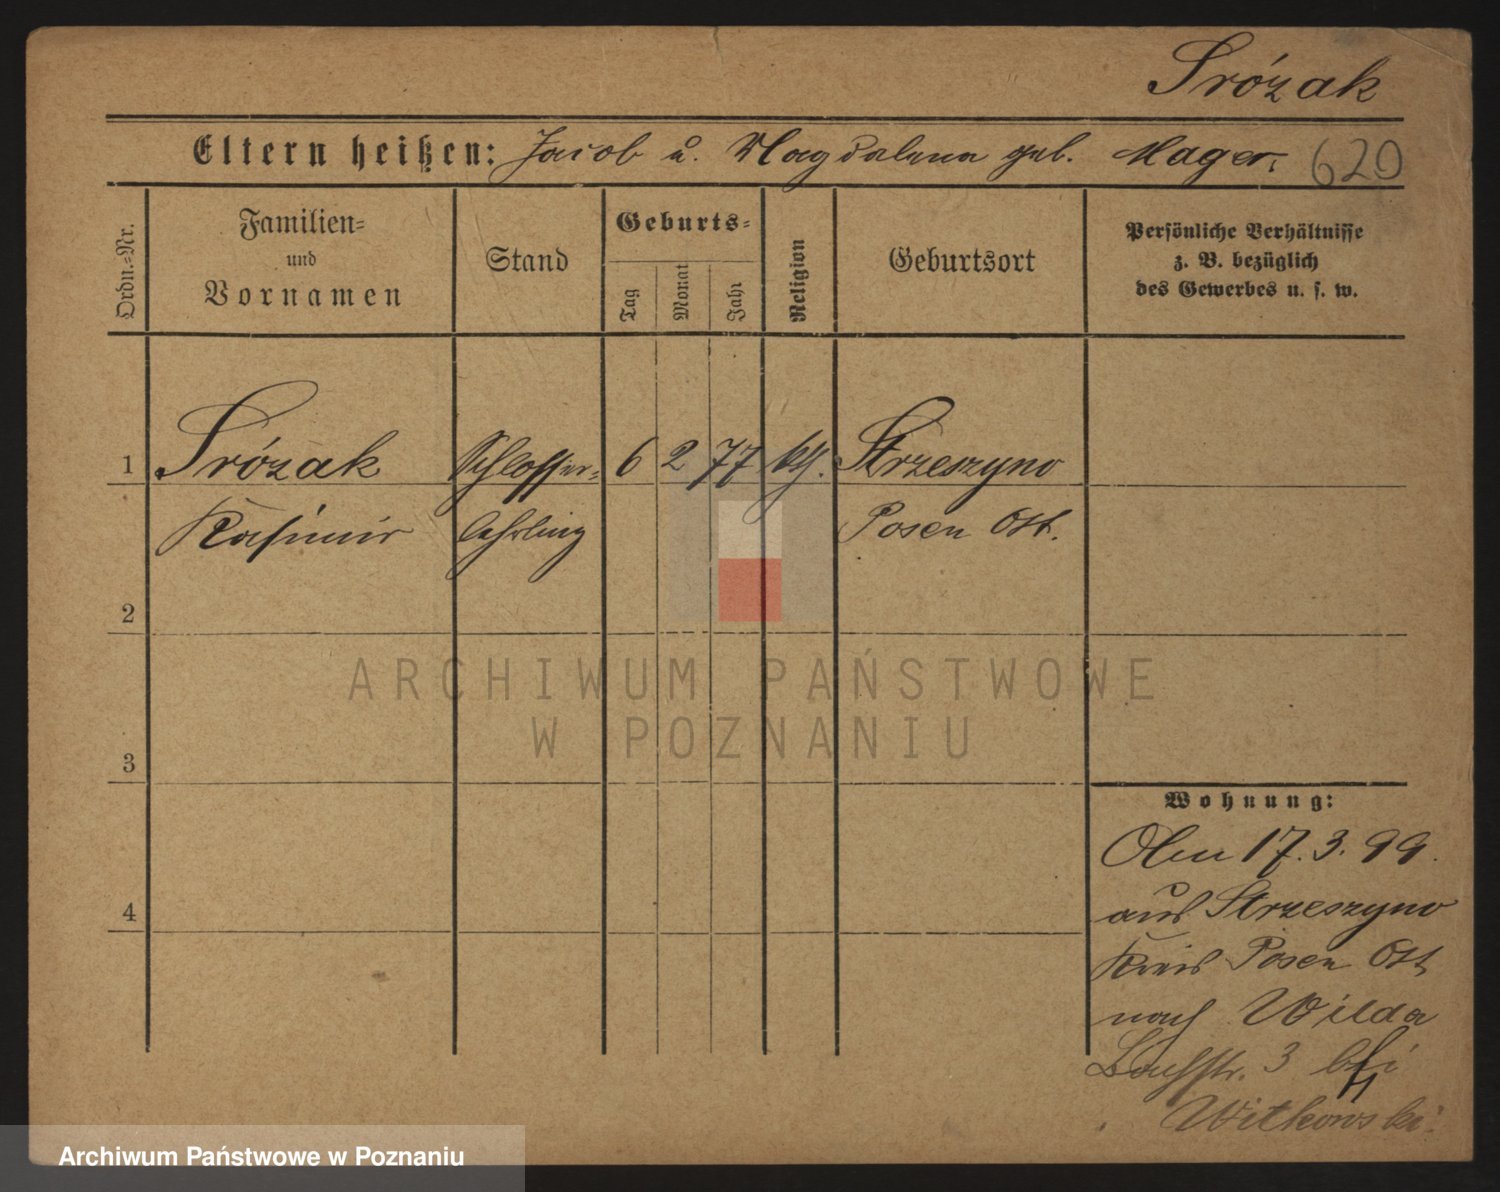 Srózak
Eltern heißen: Jacob u. Magdalena geb. Mager. 620
Ordn.-Nr.
Familien-
und
Vornamen
Stand
Geburts-
Tag
Monat
Jahr
Religion
Geburtsort
Persönliche Verhältnisse
z. B. bezüglich
des Gewerbes u. s. w.
1 Srózak Schlosser- 6 2 77 kth. Strzeszyno
Kasimir lehrling Posen Ost.
2
ARCHIWUM PAŃSTWOWE
W POZNANIU
3
Wohnung:
17. 3. 99.
4
aus Strzeszyno
Kreis Posen Ost
nach Wilda
Bachstr. 3 bei
Witkowski.
Archiwum Państwowe w Poznaniu